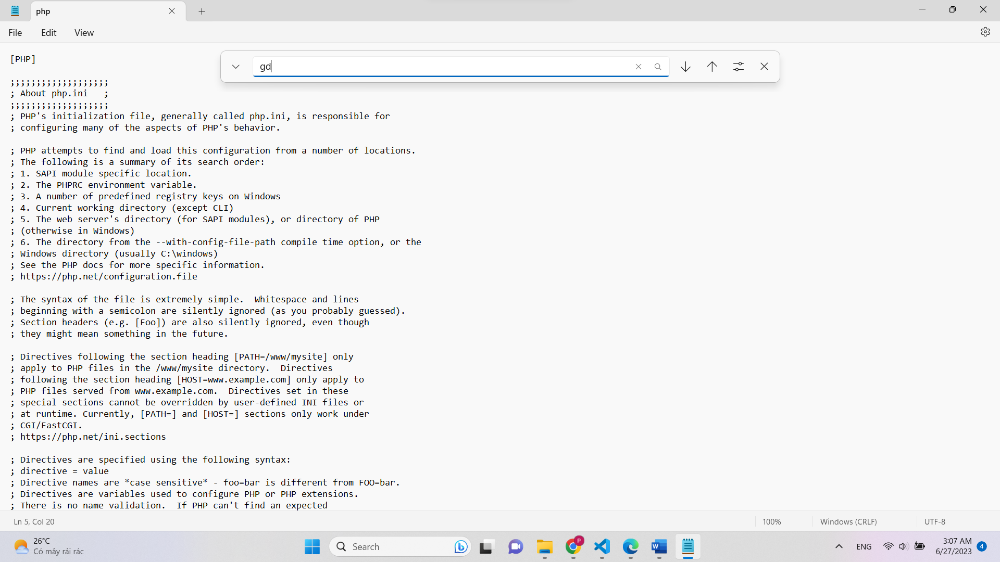 php
File Edit View
gd
[PHP]
;;;;;;;;;;;;;;;;;;;
; About php.ini   ;
;;;;;;;;;;;;;;;;;;;
; PHP's initialization file, generally called php.ini, is responsible for
; configuring many of the aspects of PHP's behavior.
; PHP attempts to find and load this configuration from a number of locations.
; The following is a summary of its search order:
; 1. SAPI module specific location.
; 2. The PHPRC environment variable.
; 3. A number of predefined registry keys on Windows
; 4. Current working directory (except CLI)
; 5. The web server's directory (for SAPI modules), or directory of PHP
; (otherwise in Windows)
; 6. The directory from the --with-config-file-path compile time option, or the
; Windows directory (usually C:\windows)
; See the PHP docs for more specific information.
; https://php.net/configuration.file
; The syntax of the file is extremely simple.  Whitespace and lines
; beginning with a semicolon are silently ignored (as you probably guessed).
; Section headers (e.g. [Foo]) are also silently ignored, even though
; they might mean something in the future.
; Directives following the section heading [PATH=/www/mysite] only
; apply to PHP files in the /www/mysite directory.  Directives
; following the section heading [HOST=www.example.com] only apply to
; PHP files served from www.example.com.  Directives set in these
; special sections cannot be overridden by user-defined INI files or
; at runtime. Currently, [PATH=] and [HOST=] sections only work under
; CGI/FastCGI.
; https://php.net/ini.sections
; Directives are specified using the following syntax:
; directive = value
; Directive names are *case sensitive* - foo=bar is different from FOO=bar.
; Directives are variables used to configure PHP or PHP extensions.
; There is no name validation.  If PHP can't find an expected
Ln 5, Col 20 100% Windows (CRLF) UTF-8
26°C
Có mây rải rác
Search
P
W
ENG
3:07 AM
6/27/2023
4